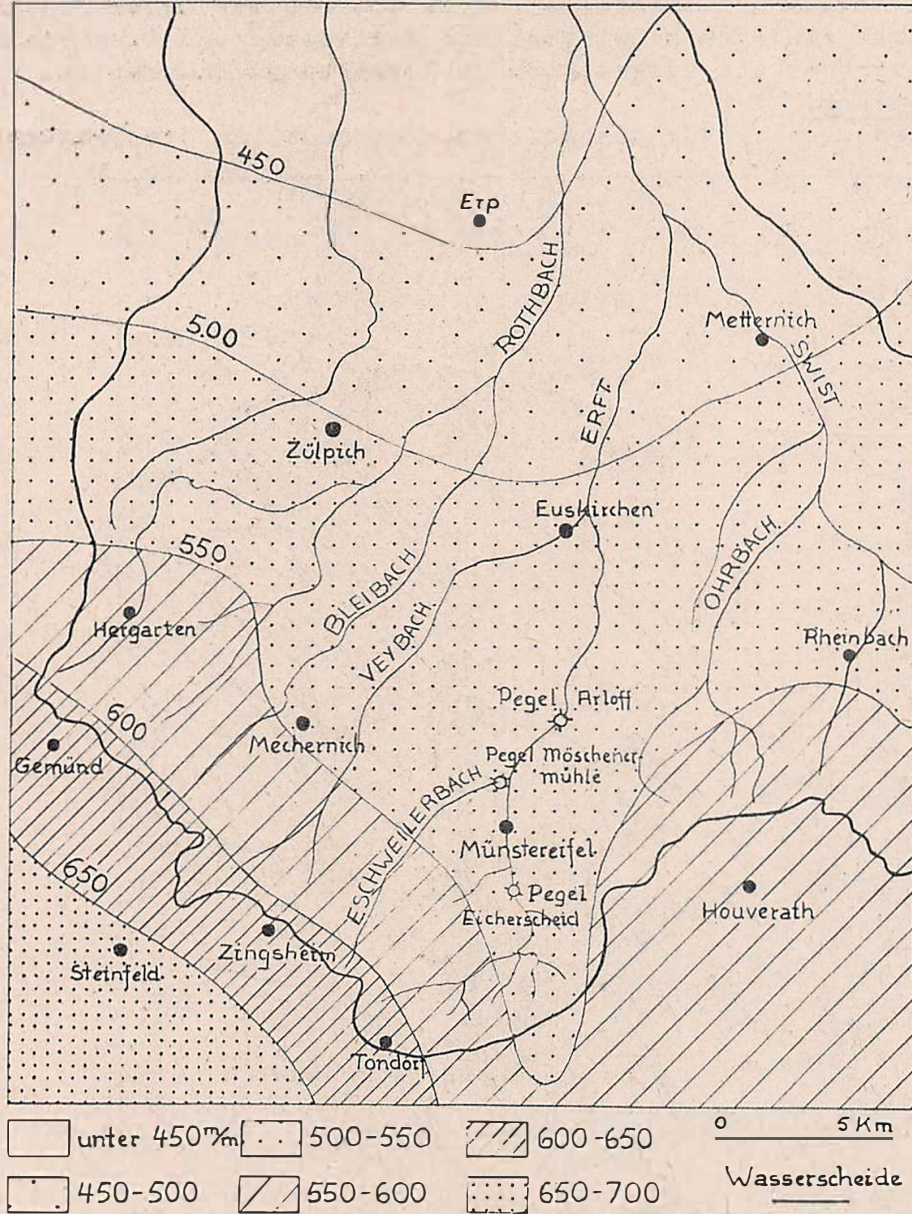 450
Erp
ROTHBACH
500
Metternich
SWIST
ERFT
Zülpich
Euskirchen
550
OHRBACH
BLEIBACH
Hergarten
VEYBACH
Rheinbach
Pegel Arloff
600
Mechernich
Pegel Möschemer-
mühle
Gemünd
ESCHWEILERBACH
Münstereifel
650
Pegel
Eicherscheid
Houverath
Zingsheim
Steinfeld
Tondorf
unter 450 m/m
500-550
600-650
0 5 Km
450-500
550-600
650-700
Wasserscheide